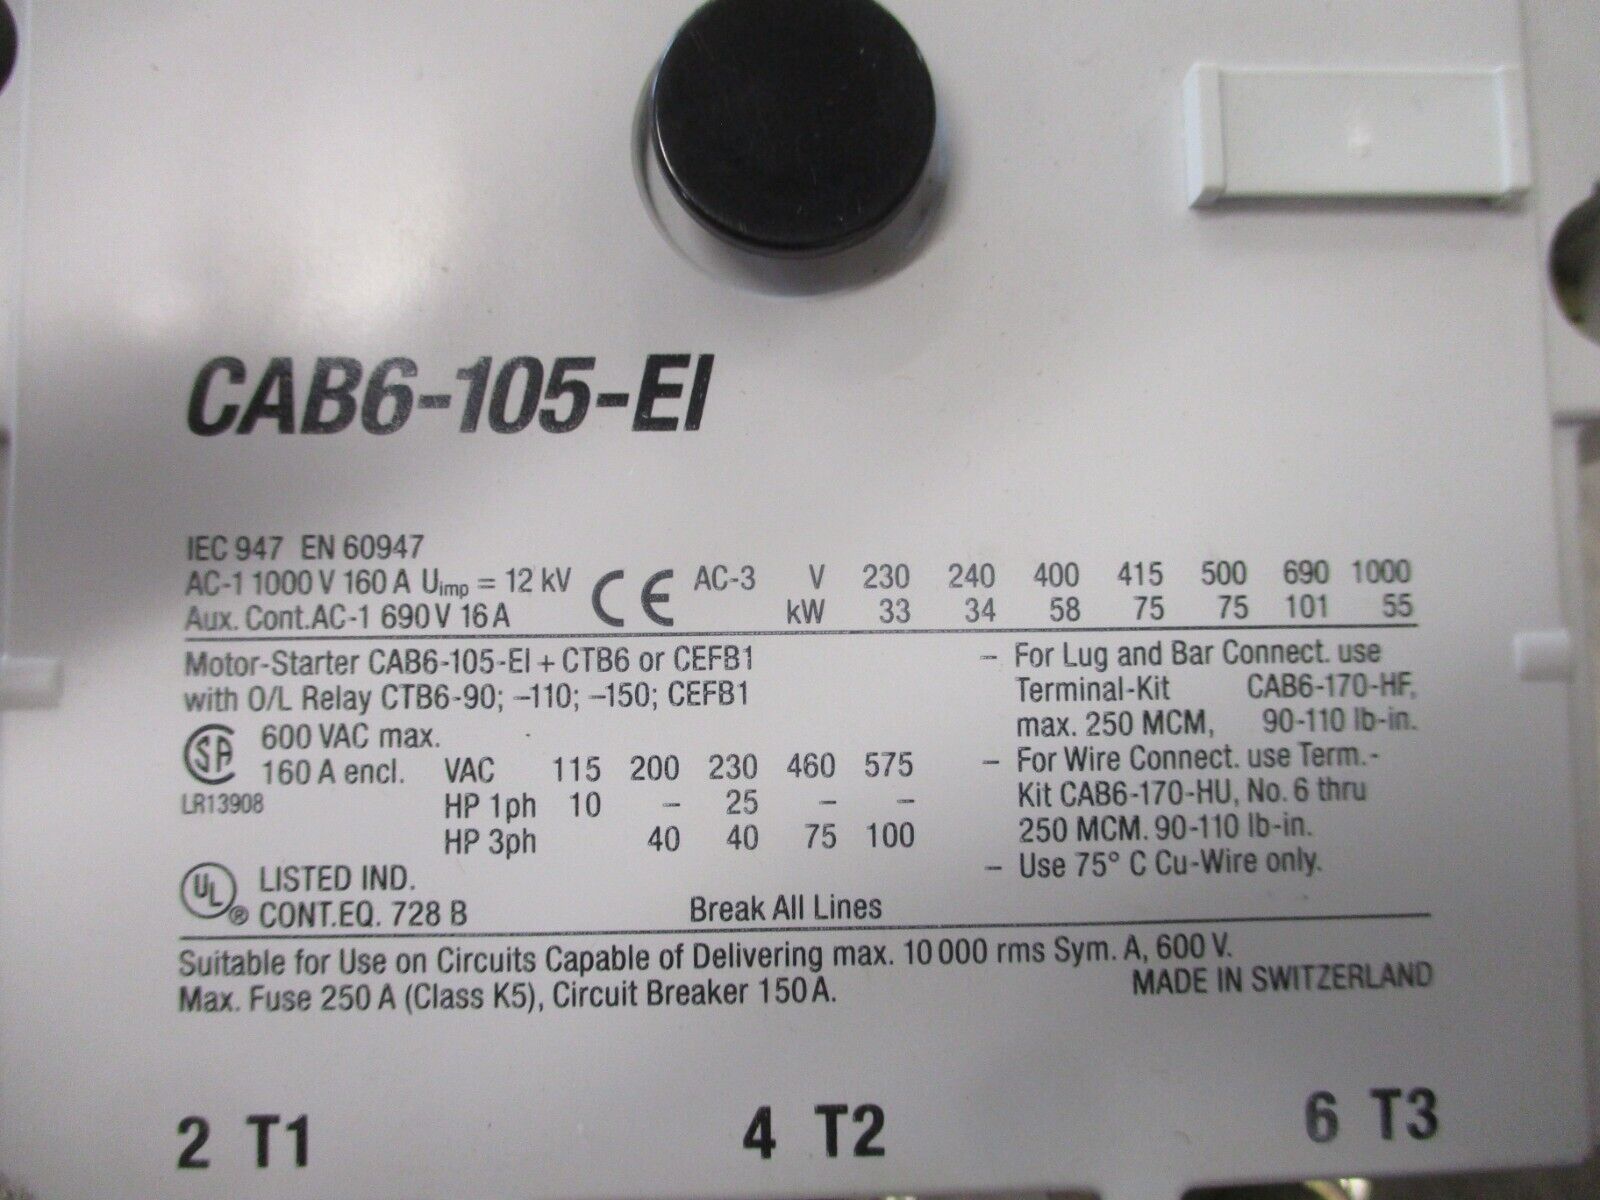 CAB6-105-EI
IEC 947 EN 60947
AC-1 1000 V 160 A Uimp = 12 kV
Aux. Cont. AC-1 690 V 16 A
CE
AC-3 V 230 240 400 415 500 690 1000
kW 33 34 58 75 75 101 55
Motor-Starter CAB6-105-EI + CTB6 or CEFB1
with O/L Relay CTB6-90; -110; -150; CEFB1
SA 600 VAC max.
160 A encl.
LR13908
VAC 115 200 230 460 575
HP 1ph 10 - 25 - -
HP 3ph 40 40 75 100
UL® LISTED IND.
CONT.EQ. 728 B
Break All Lines
- For Lug and Bar Connect. use
Terminal-Kit CAB6-170-HF,
max. 250 MCM, 90-110 lb-in.
- For Wire Connect. use Term.-
Kit CAB6-170-HU, No. 6 thru
250 MCM. 90-110 lb-in.
- Use 75° C Cu-Wire only.
Suitable for Use on Circuits Capable of Delivering max. 10 000 rms Sym. A, 600 V.
Max. Fuse 250 A (Class K5), Circuit Breaker 150 A.
MADE IN SWITZERLAND
2 T1 4 T2 6 T3